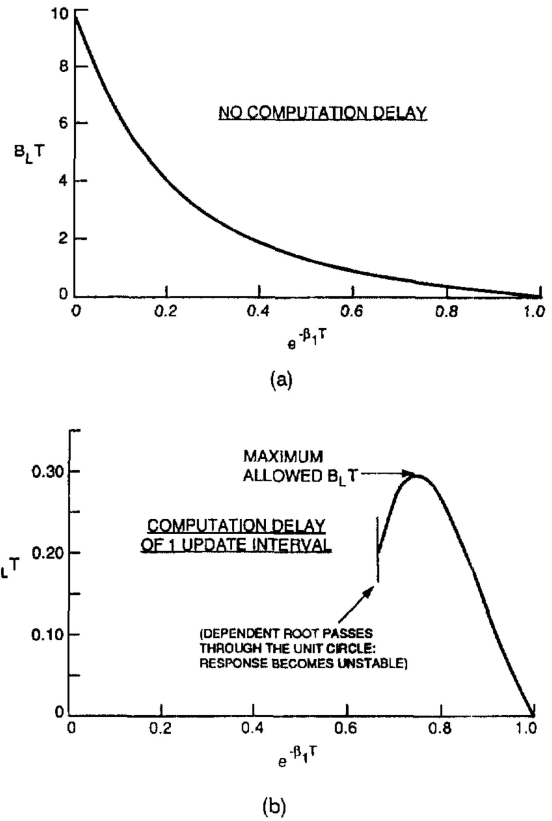 10
8
6
4
2
0
B_L T
NO COMPUTATION DELAY
0 0.2 0.4 0.6 0.8 1.0
e^-β₁T
(a)
0.30
0.20
0.10
0
_L T
MAXIMUM
ALLOWED B_L T
COMPUTATION DELAY
OF 1 UPDATE INTERVAL
(DEPENDENT ROOT PASSES
THROUGH THE UNIT CIRCLE:
RESPONSE BECOMES UNSTABLE)
0 0.2 0.4 0.6 0.8 1.0
e^-β₁T
(b)